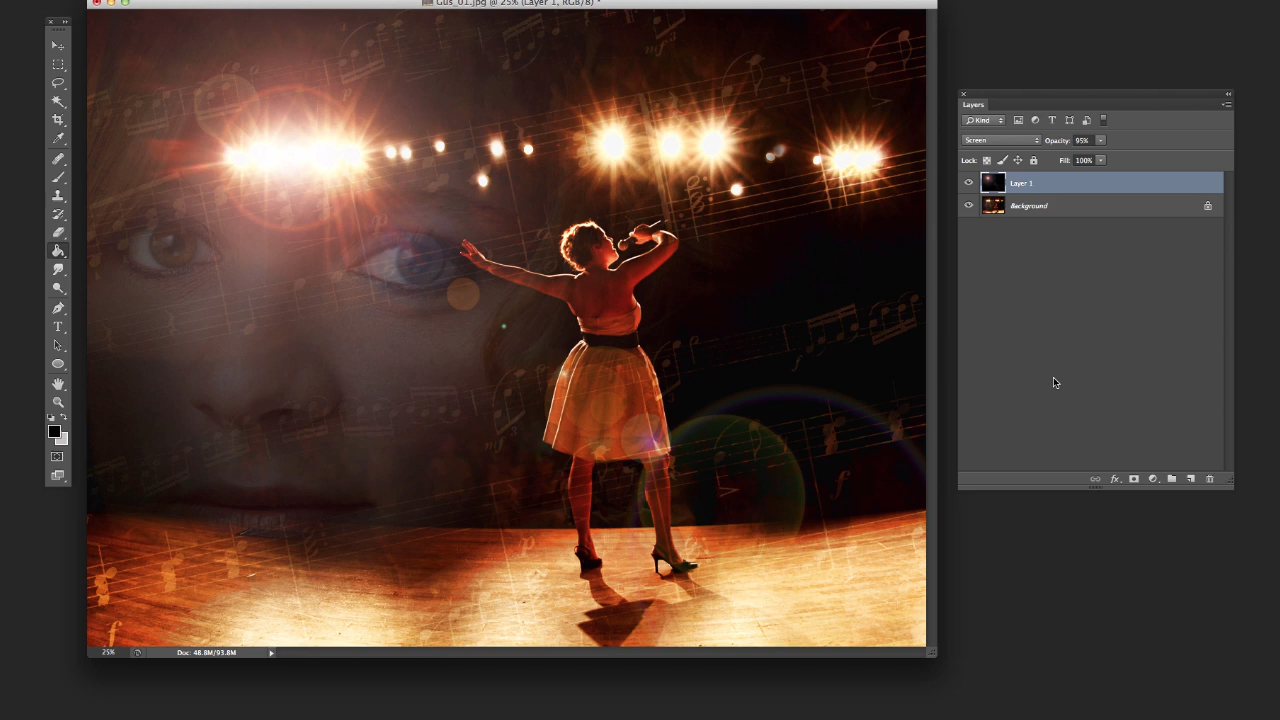 Gus_01.jpg @ 25% (Layer 1, RGB/8) *
Layers
Kind
Screen
Opacity: 95%
Lock:
Fill: 100%
Layer 1
Background
fx
T
25%
Doc: 48.8M/93.8M